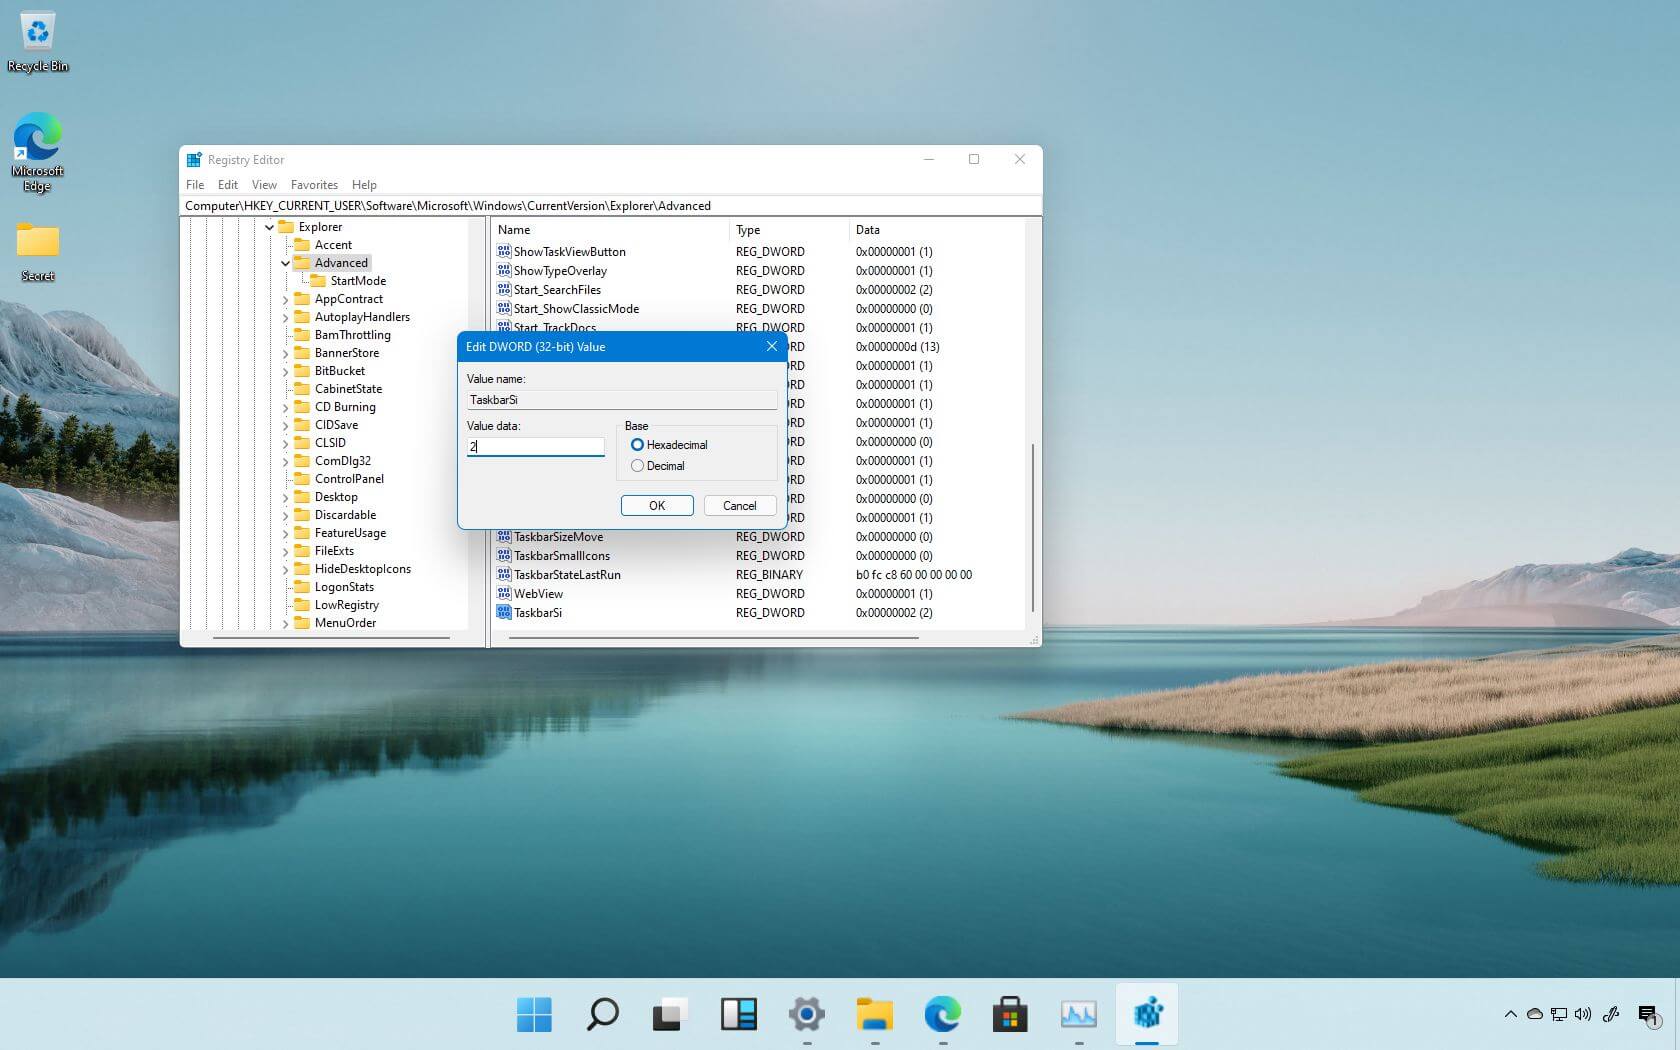 Recycle Bin
Microsoft
Edge
Secret
Registry Editor
File Edit View Favorites Help
Computer\HKEY_CURRENT_USER\Software\Microsoft\Windows\CurrentVersion\Explorer\Advanced
Explorer
Accent
Advanced
StartMode
AppContract
AutoplayHandlers
BamThrottling
BannerStore
BitBucket
CabinetState
CD Burning
CIDSave
CLSID
ComDlg32
ControlPanel
Desktop
Discardable
FeatureUsage
FileExts
HideDesktopIcons
LogonStats
LowRegistry
MenuOrder
Name Type Data
ShowTaskViewButton REG_DWORD 0x00000001 (1)
ShowTypeOverlay REG_DWORD 0x00000001 (1)
Start_SearchFiles REG_DWORD 0x00000002 (2)
Start_ShowClassicMode REG_DWORD 0x00000000 (0)
Start_TrackDocs REG_DWORD 0x00000001 (1)
RD 0x0000000d (13)
RD 0x00000001 (1)
RD 0x00000001 (1)
RD 0x00000001 (1)
RD 0x00000001 (1)
RD 0x00000000 (0)
RD 0x00000001 (1)
RD 0x00000001 (1)
RD 0x00000000 (0)
RD 0x00000001 (1)
TaskbarSizeMove REG_DWORD 0x00000000 (0)
TaskbarSmallIcons REG_DWORD 0x00000000 (0)
TaskbarStateLastRun REG_BINARY b0 fc c8 60 00 00 00 00
WebView REG_DWORD 0x00000001 (1)
TaskbarSi REG_DWORD 0x00000002 (2)
Edit DWORD (32-bit) Value
Value name:
TaskbarSi
Value data:
2
Base
Hexadecimal
Decimal
OK Cancel
1